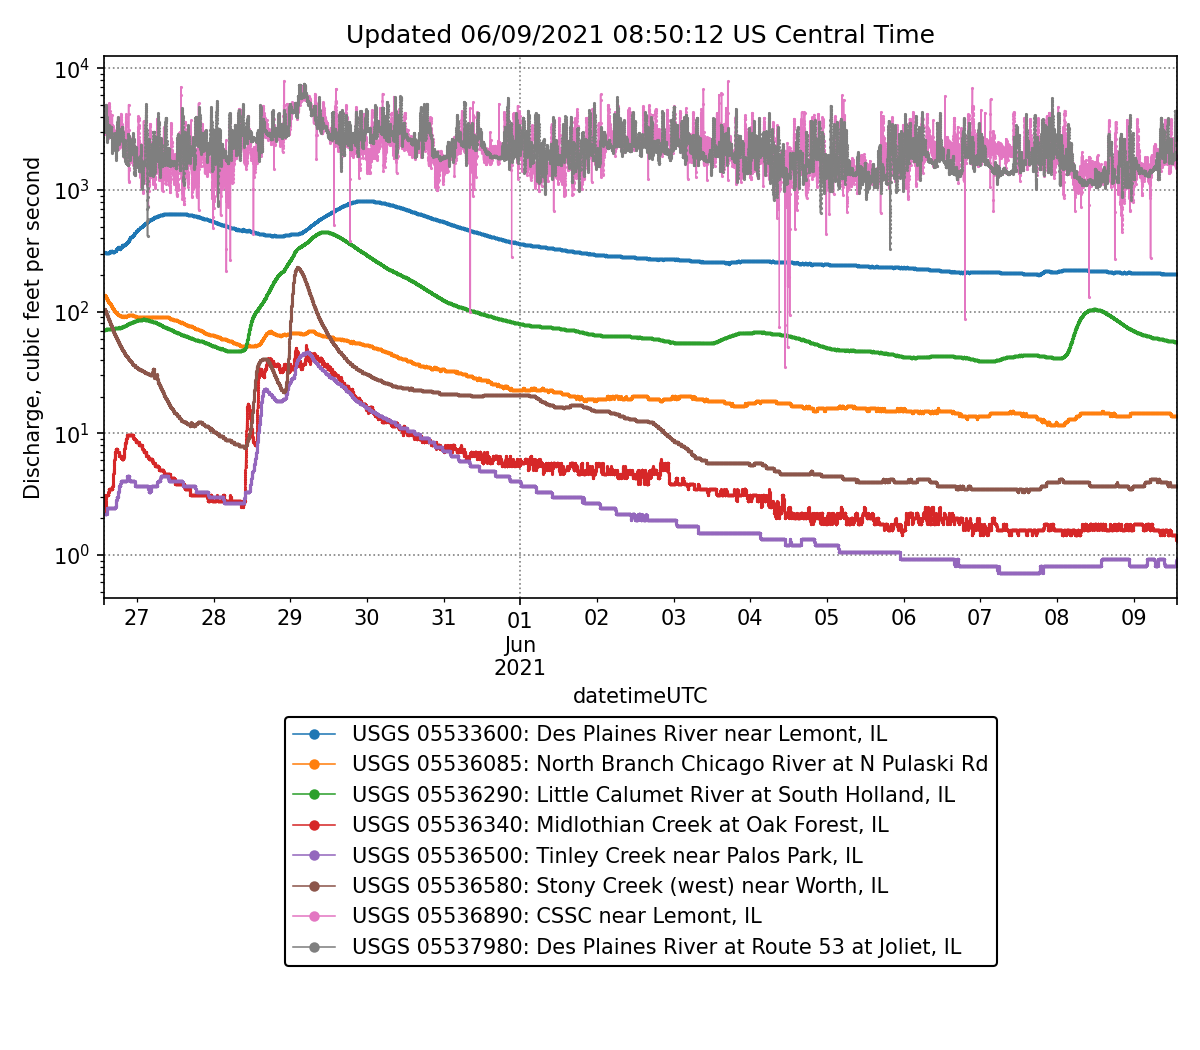 Updated 06/09/2021 08:50:12 US Central Time
Discharge, cubic feet per second
10⁴
10³
10²
10¹
10⁰
27 28 29 30 31 01 02 03 04 05 06 07 08 09
Jun
2021
datetimeUTC
USGS 05533600: Des Plaines River near Lemont, IL
USGS 05536085: North Branch Chicago River at N Pulaski Rd
USGS 05536290: Little Calumet River at South Holland, IL
USGS 05536340: Midlothian Creek at Oak Forest, IL
USGS 05536500: Tinley Creek near Palos Park, IL
USGS 05536580: Stony Creek (west) near Worth, IL
USGS 05536890: CSSC near Lemont, IL
USGS 05537980: Des Plaines River at Route 53 at Joliet, IL